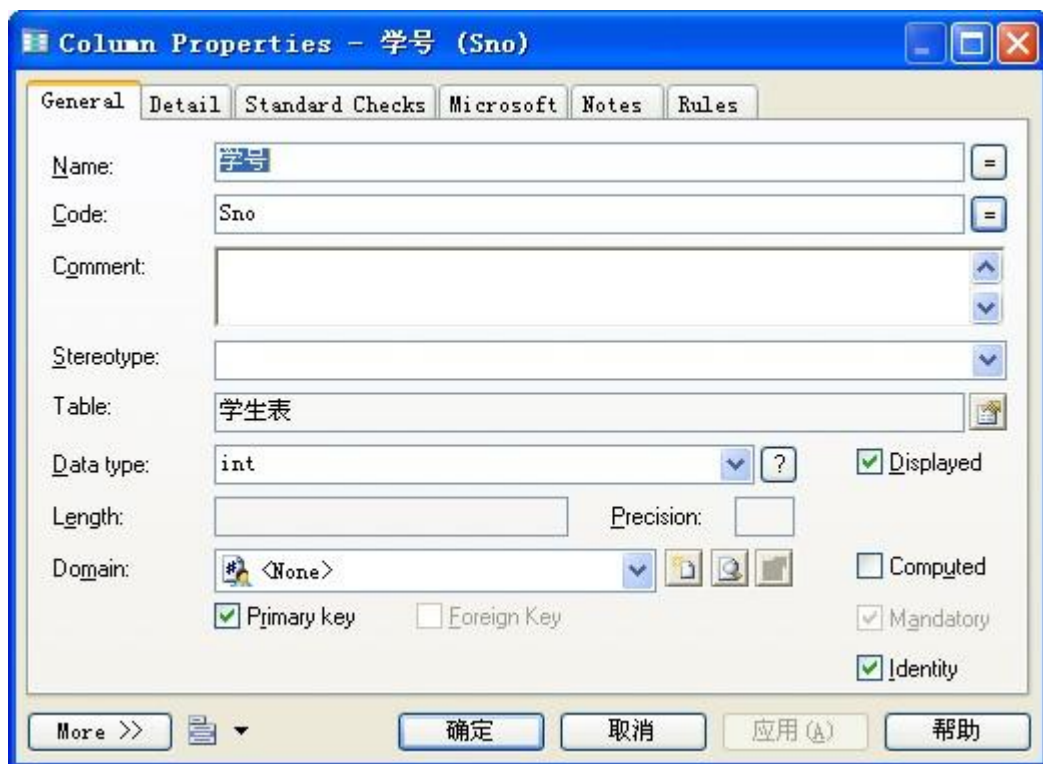 Column Properties - 学号 (Sno)
General Detail Standard Checks Microsoft Notes Rules
Name: 学号 =
Code: Sno =
Comment:
Stereotype:
Table: 学生表
Data type: int ? Displayed
Length: Precision:
Domain: <None> Computed
Primary key Foreign Key Mandatory
Identity
More >> 确定 取消 应用(A) 帮助